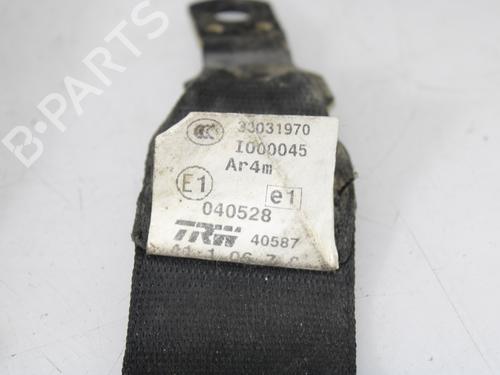 33031970
I000045
Ar4m
E1
e1
040528
TRW 40587
B-PARTS